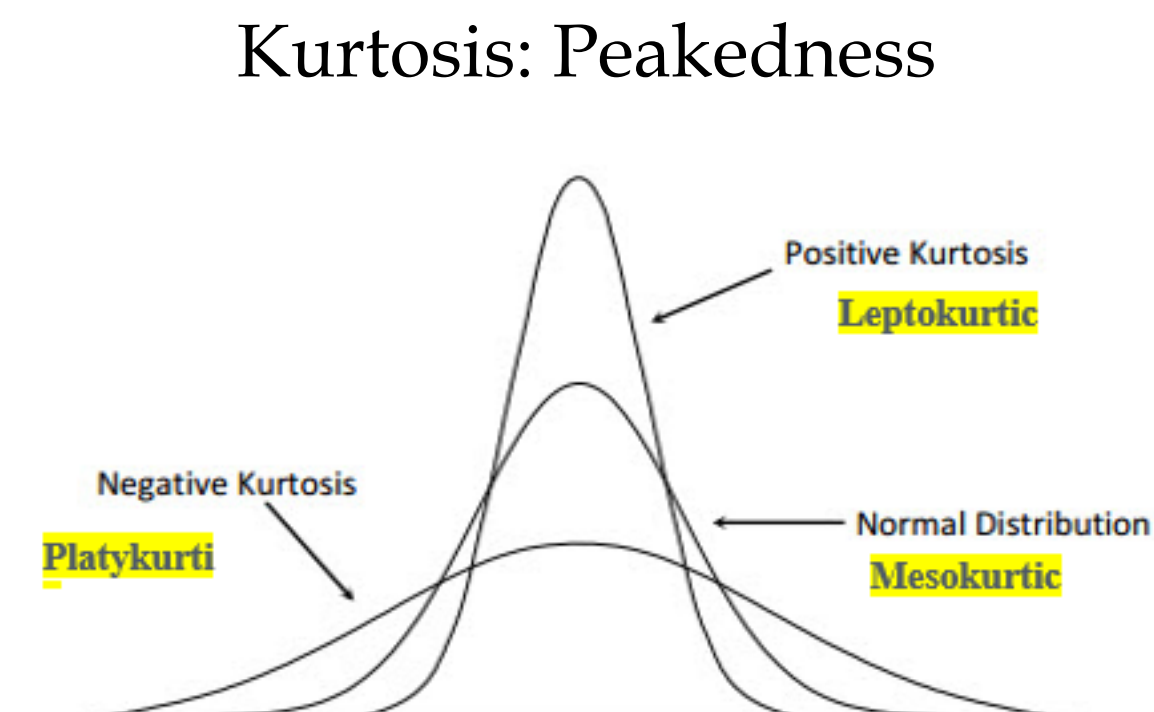 Kurtosis: Peakedness
Positive Kurtosis
Leptokurtic
Negative Kurtosis
Platykurti
Normal Distribution
Mesokurtic